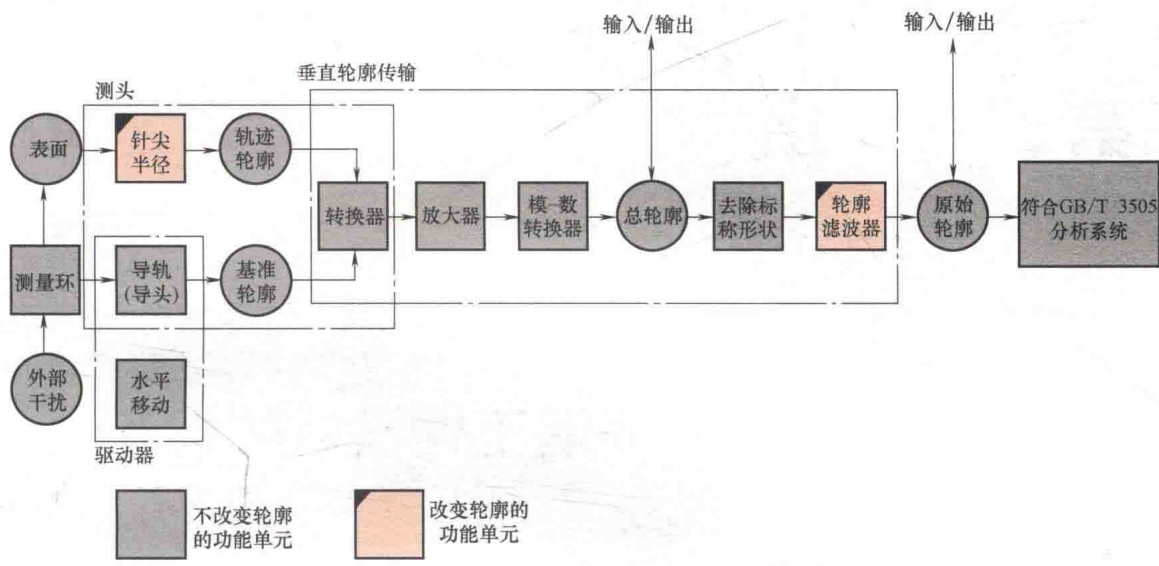 输入/输出
输入/输出
垂直轮廓传输
测头
表面
针尖
半径
轨迹
轮廓
转换器
放大器
模-数
转换器
总轮廓
去除标
称形状
轮廓
滤波器
原始
轮廓
符合GB/T 3505
分析系统
测量环
导轨
(导头)
基准
轮廓
外部
干扰
水平
移动
驱动器
不改变轮廓
的功能单元
改变轮廓的
功能单元